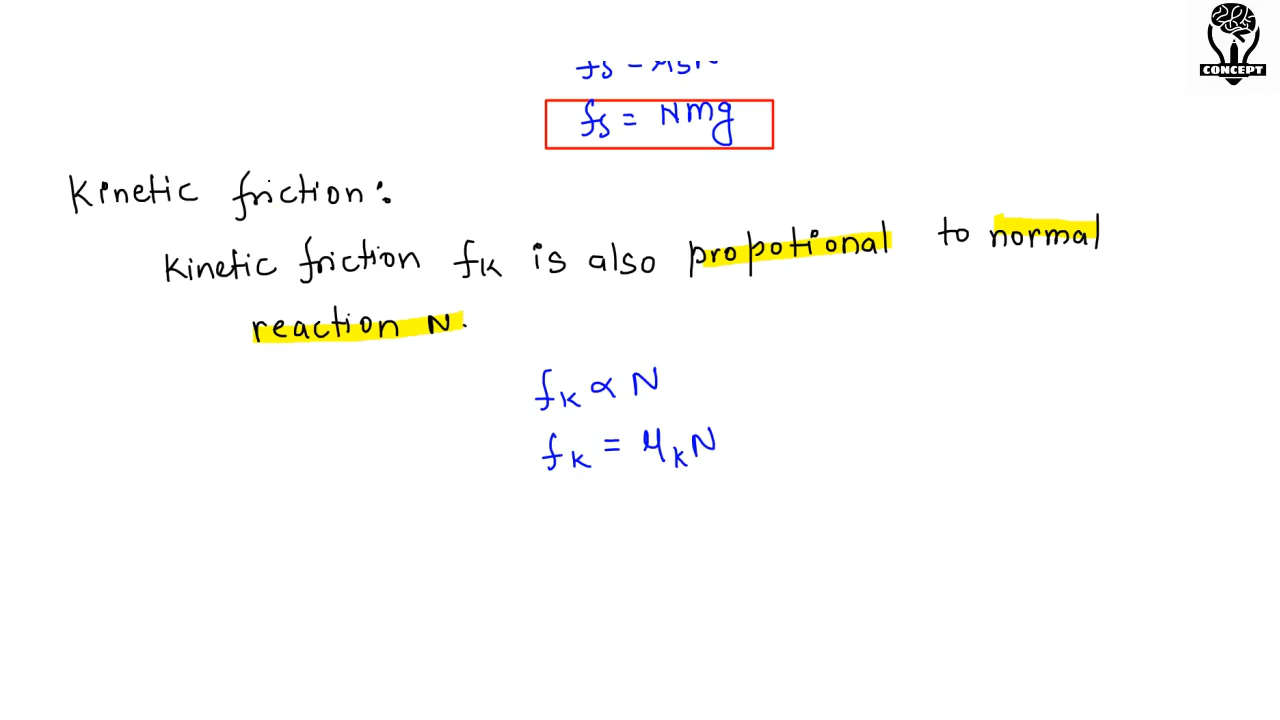 CONCEPT
fs = Nmg
Kinetic friction:
Kinetic friction fK is also propotional to normal
reaction N.
fK ∝ N
fK = μKN